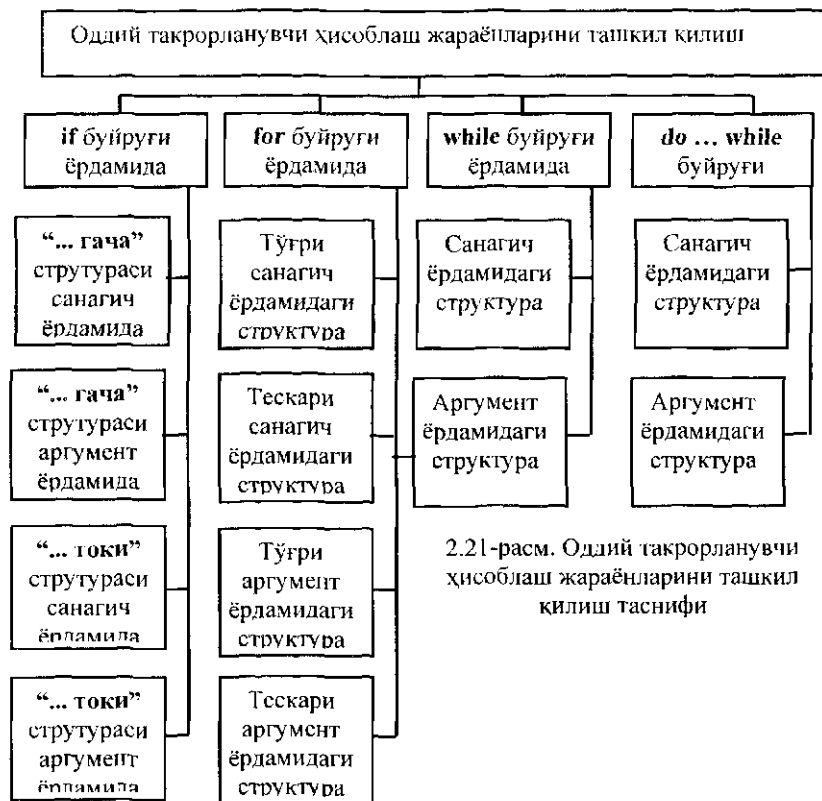 Оддий такрорланувчи ҳисоблаш жараёнларини ташкил қилиш
if буйруғи
ёрдамида
for буйруғи
ёрдамида
while буйруғи
ёрдамида
do ... while
буйруғи
“... гача”
струтураси
санагич
ёрдамида
“... гача”
струтураси
аргумент
ёрдамида
“... токи”
струтураси
санагич
ёрдамида
“... токи”
струтураси
аргумент
ёрдамида
Тўғри
санагич
ёрдамидаги
структура
Тескари
санагич
ёрдамидаги
структура
Тўғри
аргумент
ёрдамидаги
структура
Тескари
аргумент
ёрдамидаги
структура
Санагич
ёрдамидаги
структура
Аргумент
ёрдамидаги
структура
Санагич
ёрдамидаги
структура
Аргумент
ёрдамидаги
структура
2.21-расм. Оддий такрорланувчи
ҳисоблаш жараёнларини ташкил
қилиш таснифи